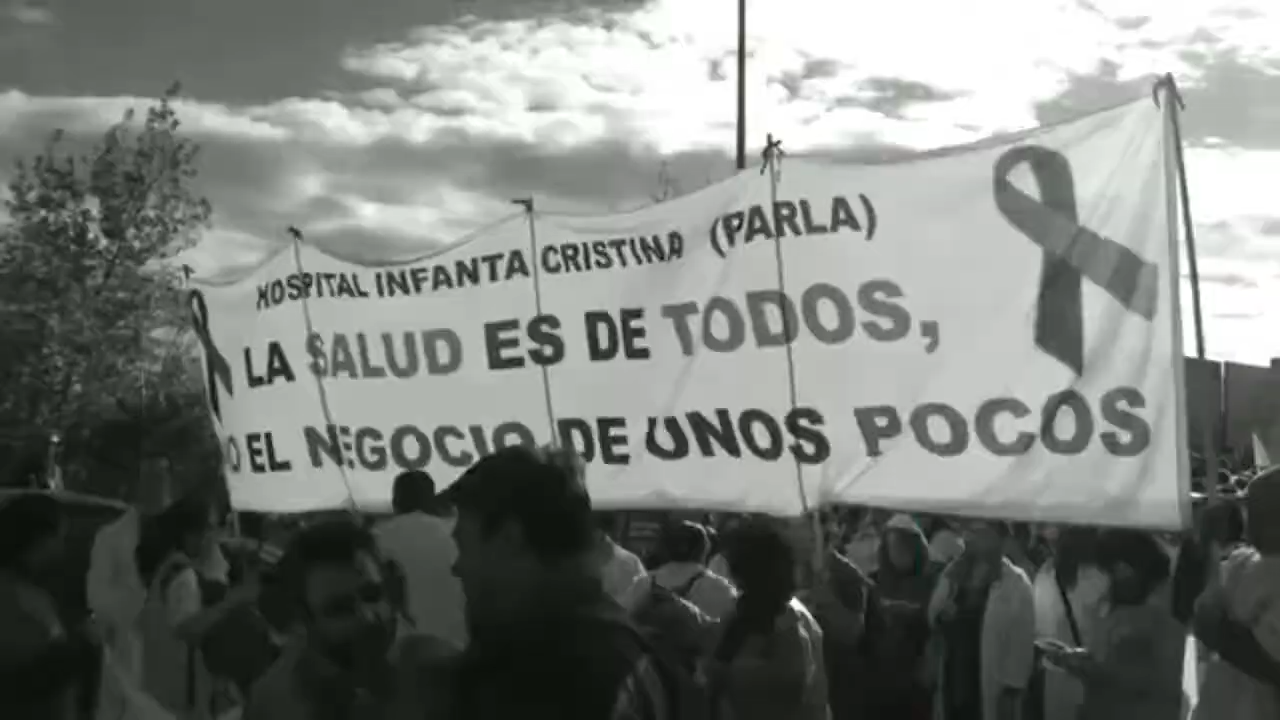 HOSPITAL INFANTA CRISTINA (PARLA)
LA SALUD ES DE TODOS,
O EL NEGOCIO DE UNOS POCOS